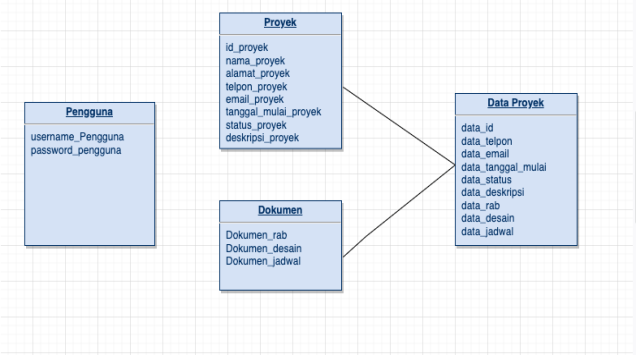 Proyek
id_proyek
nama_proyek
alamat_proyek
telpon_proyek
email_proyek
tanggal_mulai_proyek
status_proyek
deskripsi_proyek
Pengguna
username_Pengguna
password_pengguna
Dokumen
Dokumen_rab
Dokumen_desain
Dokumen_jadwal
Data Proyek
data_id
data_telpon
data_email
data_tanggal_mulai
data_status
data_deskripsi
data_rab
data_desain
data_jadwal